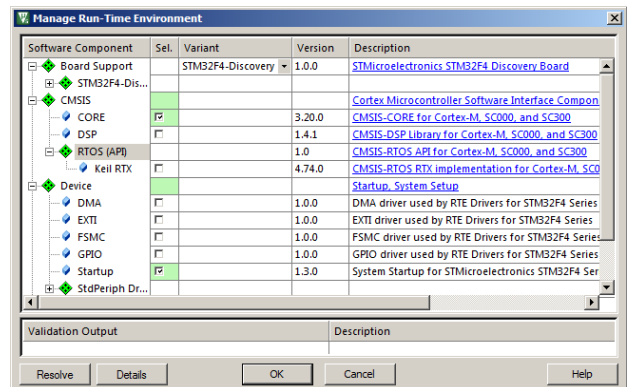 Manage Run-Time Environment
Software Component Sel. Variant Version Description
Board Support STM32F4-Discovery 1.0.0 STMicroelectronics STM32F4 Discovery Board
STM32F4-Dis...
CMSIS Cortex Microcontroller Software Interface Compon
CORE 3.20.0 CMSIS-CORE for Cortex-M, SC000, and SC300
DSP 1.4.1 CMSIS-DSP Library for Cortex-M, SC000, and SC300
RTOS (API) 1.0 CMSIS-RTOS API for Cortex-M, SC000, and SC300
Keil RTX 4.74.0 CMSIS-RTOS RTX implementation for Cortex-M, SC0
Device Startup, System Setup
DMA 1.0.0 DMA driver used by RTE Drivers for STM32F4 Series
EXTI 1.0.0 EXTI driver used by RTE Drivers for STM32F4 Series
FSMC 1.0.0 FSMC driver used by RTE Drivers for STM32F4 Series
GPIO 1.0.0 GPIO driver used by RTE Drivers for STM32F4 Series
Startup 1.3.0 System Startup for STMicroelectronics STM32F4 Ser
StdPeriph Dr...
Validation Output Description
Resolve Details OK Cancel Help